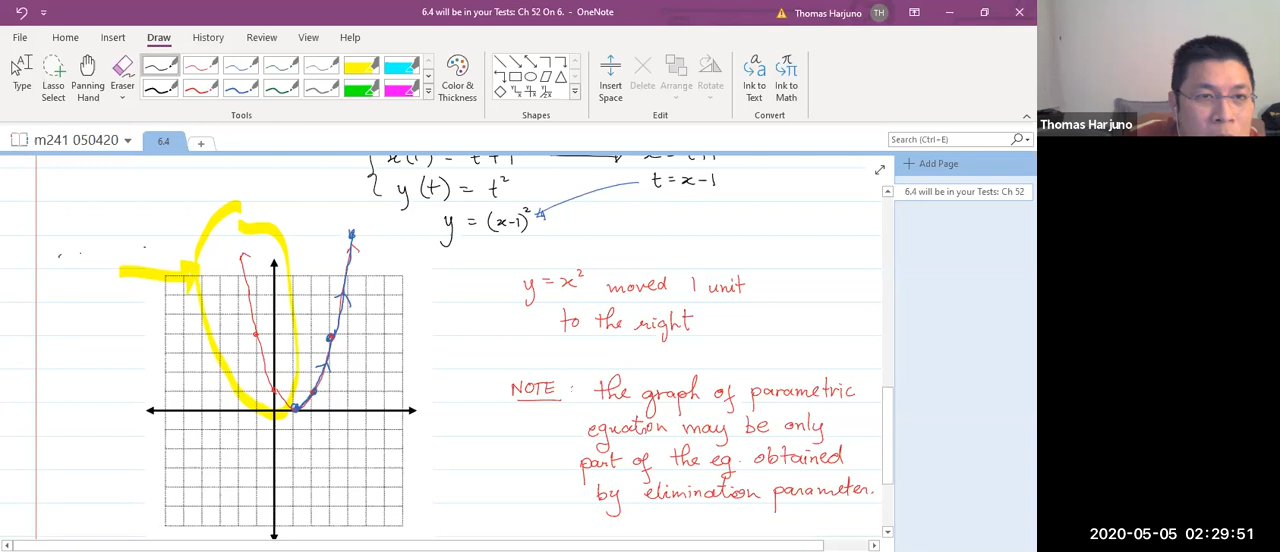 6.4 will be in your Tests: Ch 52 On 6. - OneNote
Thomas Harjuno TH
File Home Insert Draw History Review View Help
Type Lasso Select Panning Hand Eraser Color & Thickness Insert Space Delete Arrange Rotate Ink to Text Ink to Math
Tools Shapes Edit Convert
Thomas Harjuno
m241 050420 6.4 Search (Ctrl+E)
Add Page
6.4 will be in your Tests: Ch 52
x(t) = t+1
y(t) = t²
t = x-1
y = (x-1)²
y = x² moved 1 unit
to the right
NOTE : the graph of parametric
equation may be only
part of the eg. obtained
by elimination parameter.
2020-05-05 02:29:51